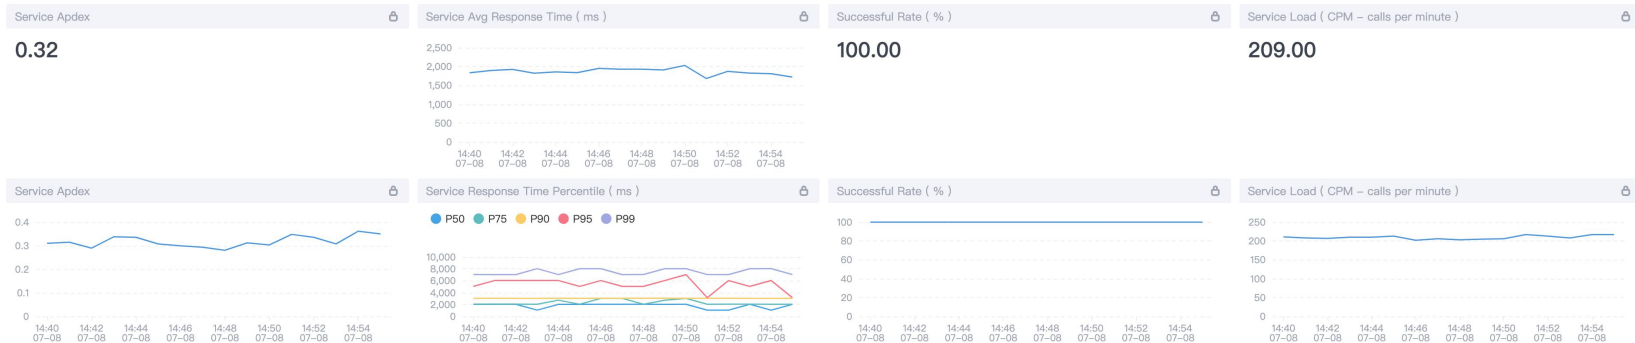 Service Apdex
0.32
Service Avg Response Time ( ms )
2,500
2,000
1,500
1,000
500
0
14:40 14:42 14:44 14:46 14:48 14:50 14:52 14:54
07-08 07-08 07-08 07-08 07-08 07-08 07-08 07-08
Successful Rate ( % )
100.00
Service Load ( CPM - calls per minute )
209.00
Service Apdex
0.4
0.3
0.2
0.1
0
14:40 14:42 14:44 14:46 14:48 14:50 14:52 14:54
07-08 07-08 07-08 07-08 07-08 07-08 07-08 07-08
Service Response Time Percentile ( ms )
P50 P75 P90 P95 P99
10,000
8,000
6,000
4,000
2,000
0
14:40 14:42 14:44 14:46 14:48 14:50 14:52 14:54
07-08 07-08 07-08 07-08 07-08 07-08 07-08 07-08
Successful Rate ( % )
100
80
60
40
20
0
14:40 14:42 14:44 14:46 14:48 14:50 14:52 14:54
07-08 07-08 07-08 07-08 07-08 07-08 07-08 07-08
Service Load ( CPM - calls per minute )
250
200
150
100
50
0
14:40 14:42 14:44 14:46 14:48 14:50 14:52 14:54
07-08 07-08 07-08 07-08 07-08 07-08 07-08 07-08